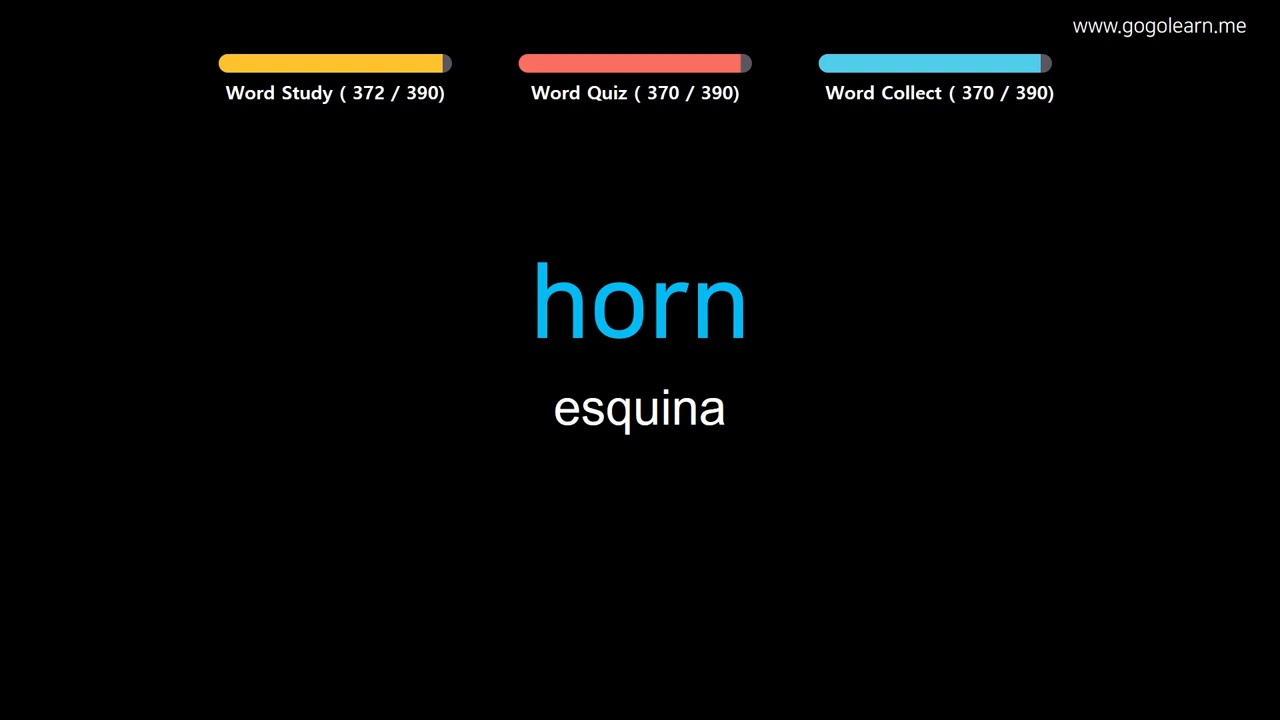 www.gogolearn.me
Word Study ( 372 / 390)
Word Quiz ( 370 / 390)
Word Collect ( 370 / 390)
horn
esquina